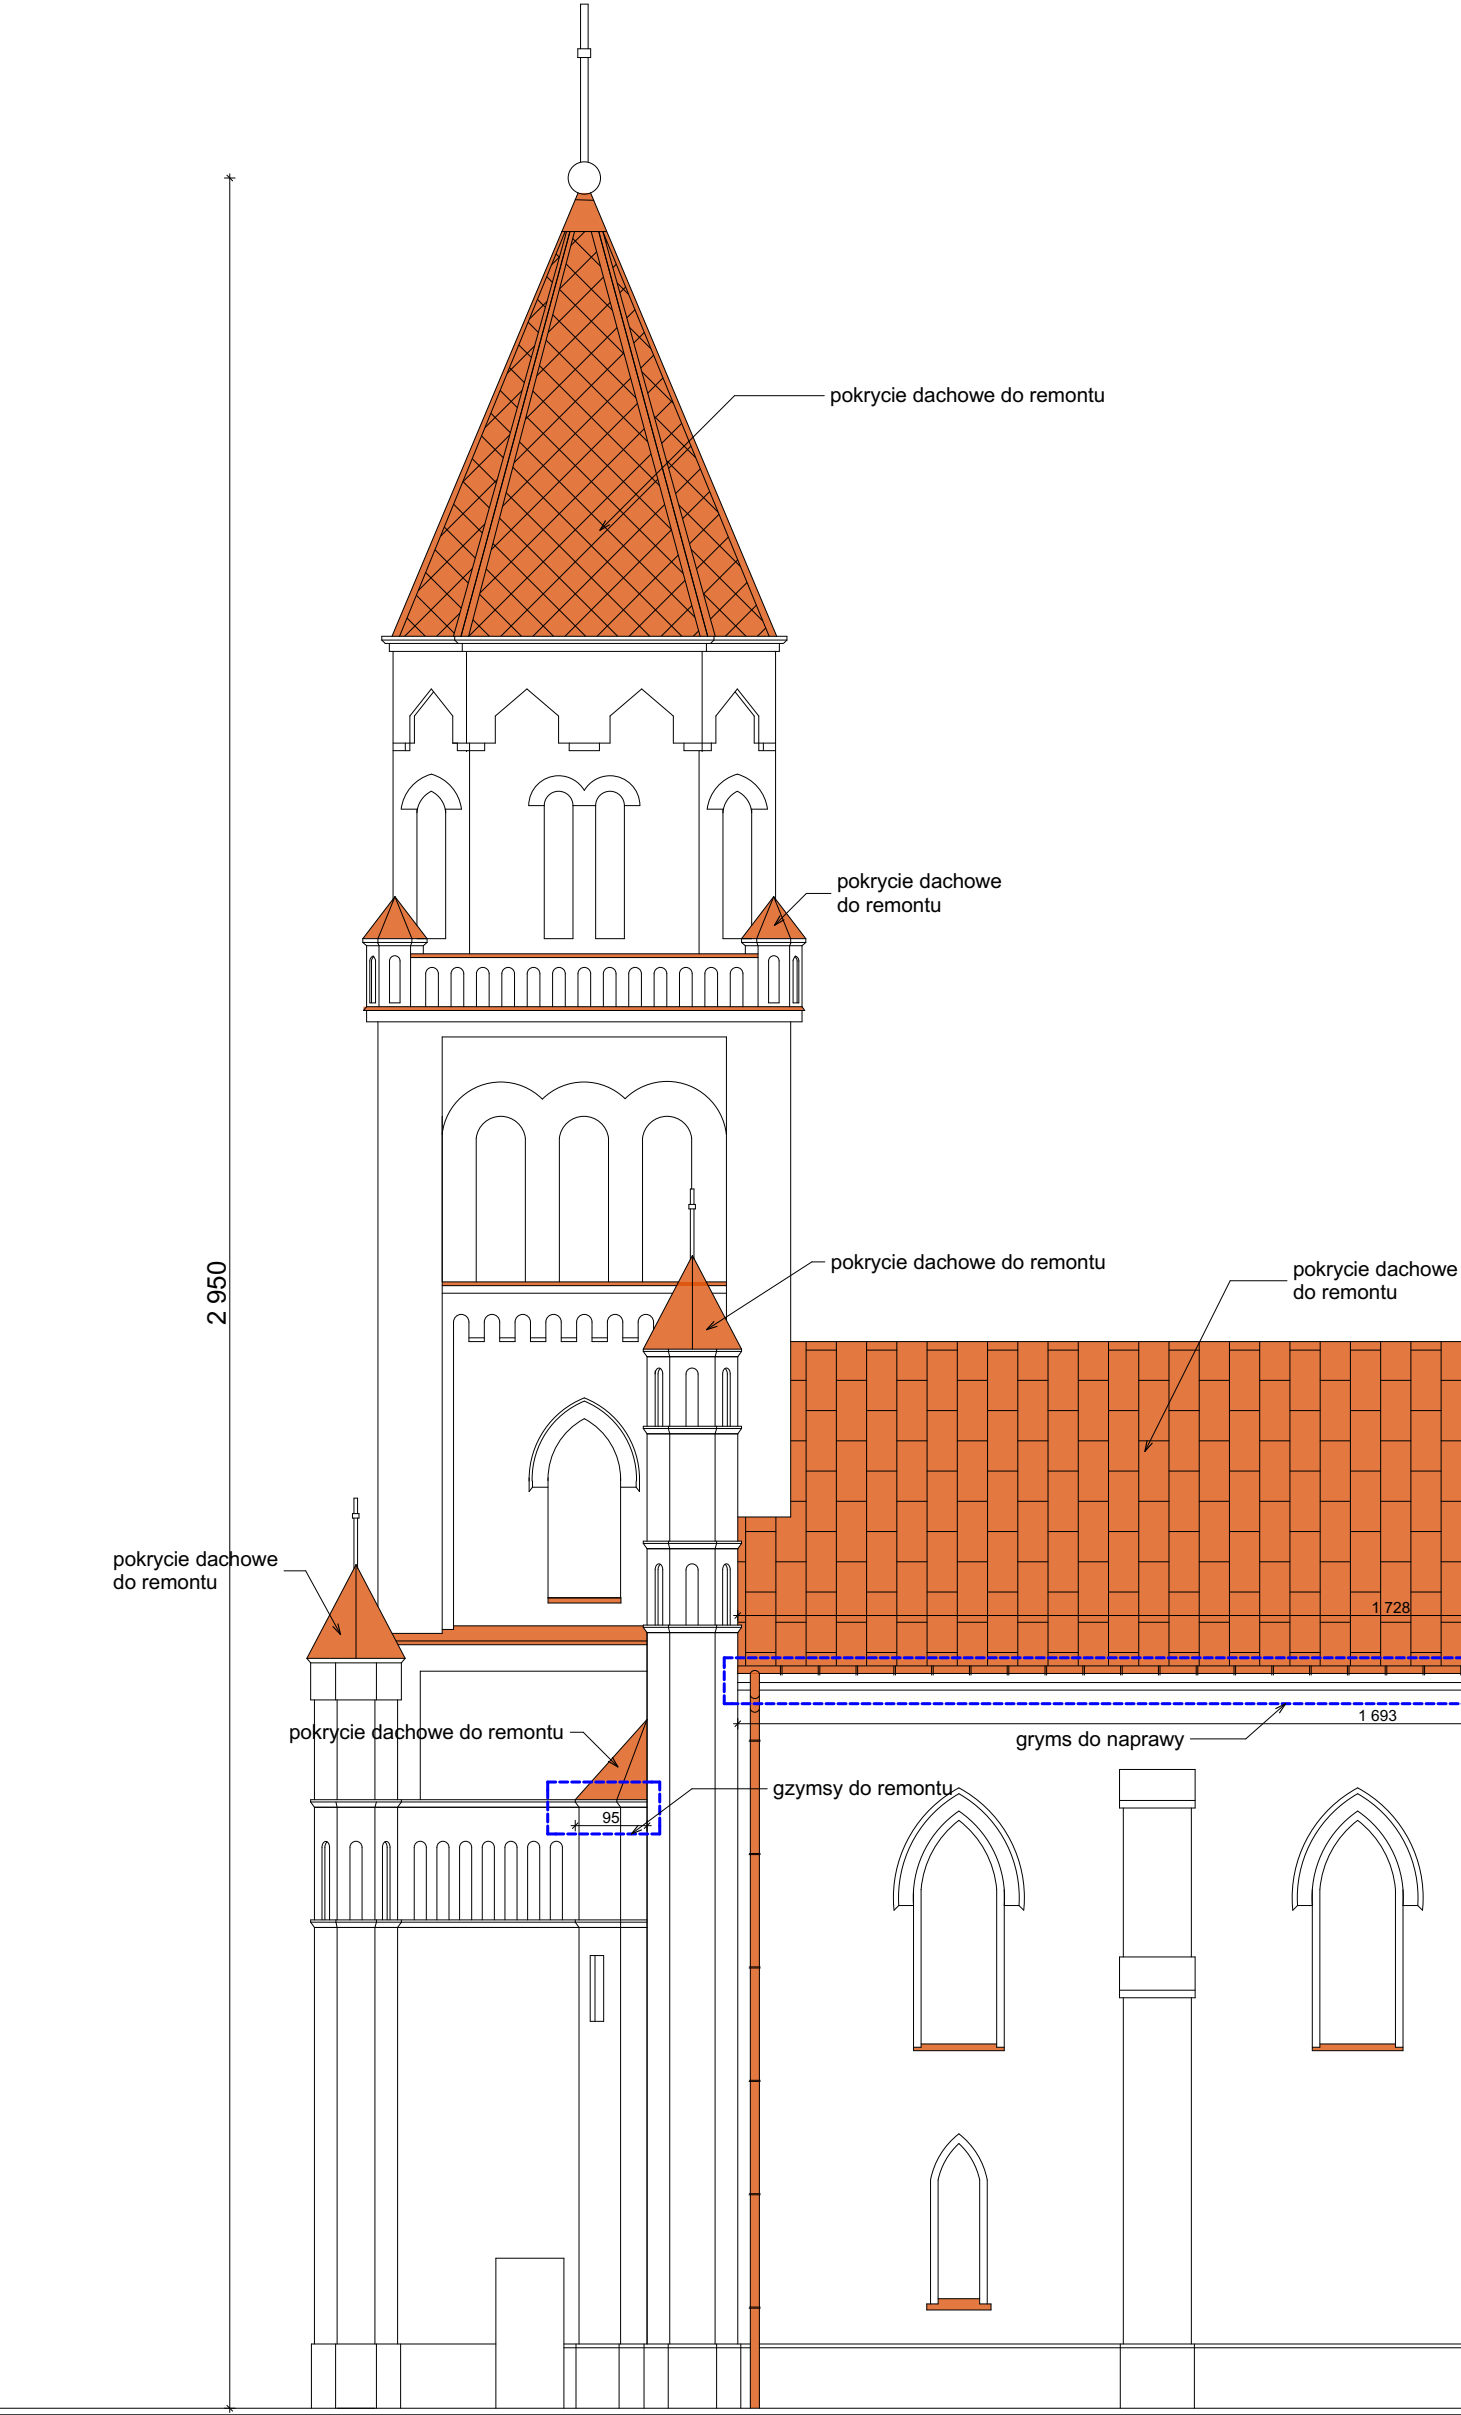 pokrycie dachowe do remontu
pokrycie dachowe
do remontu
2 950
pokrycie dachowe do remontu
pokrycie dachowe
do remontu
pokrycie dachowe
do remontu
1 728
1 693
pokrycie dachowe do remontu
gryms do naprawy
gzymsy do remontu
95